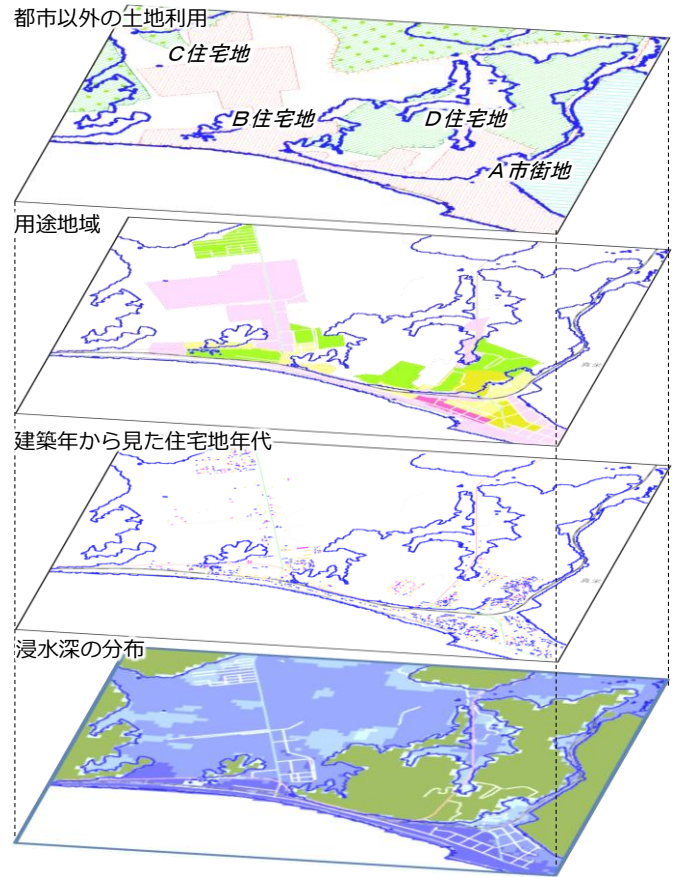 都市以外の土地利用
C住宅地
B住宅地
D住宅地
A市街地
用途地域
建築年から見た住宅地年代
浸水深の分布